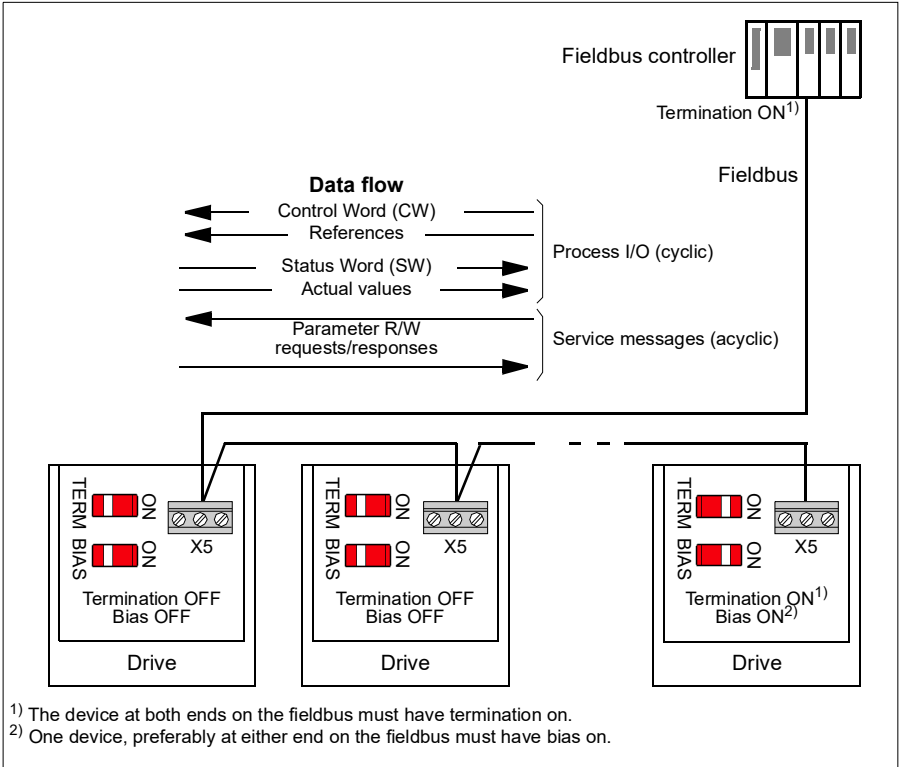 Fieldbus controller
Termination ON1)
Fieldbus
Data flow
Control Word (CW)
References
Process I/O (cyclic)
Status Word (SW)
Actual values
Parameter R/W
requests/responses
Service messages (acyclic)
TERM
ON
BIAS
ON
X5
Termination OFF
Bias OFF
Drive
TERM
ON
BIAS
ON
X5
Termination OFF
Bias OFF
Drive
TERM
ON
BIAS
ON
X5
Termination ON1)
Bias ON2)
Drive
1) The device at both ends on the fieldbus must have termination on.
2) One device, preferably at either end on the fieldbus must have bias on.